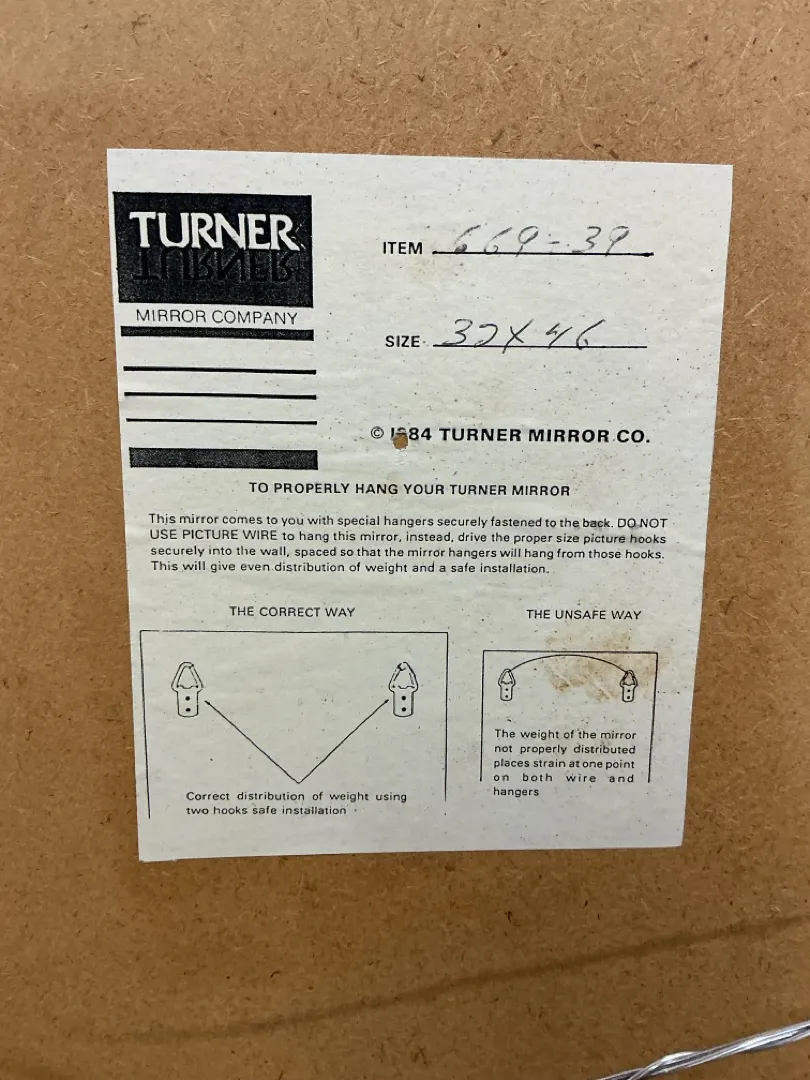 TURNER
MIRROR COMPANY
ITEM 669-39
SIZE 32X46
© 1984 TURNER MIRROR CO.
TO PROPERLY HANG YOUR TURNER MIRROR
This mirror comes to you with special hangers securely fastened to the back. DO NOT
USE PICTURE WIRE to hang this mirror, instead, drive the proper size picture hooks
securely into the wall, spaced so that the mirror hangers will hang from those hooks.
This will give even distribution of weight and a safe installation.
THE CORRECT WAY
Correct distribution of weight using
two hooks safe installation
THE UNSAFE WAY
The weight of the mirror
not properly distributed
places strain at one point
on both wire and
hangers